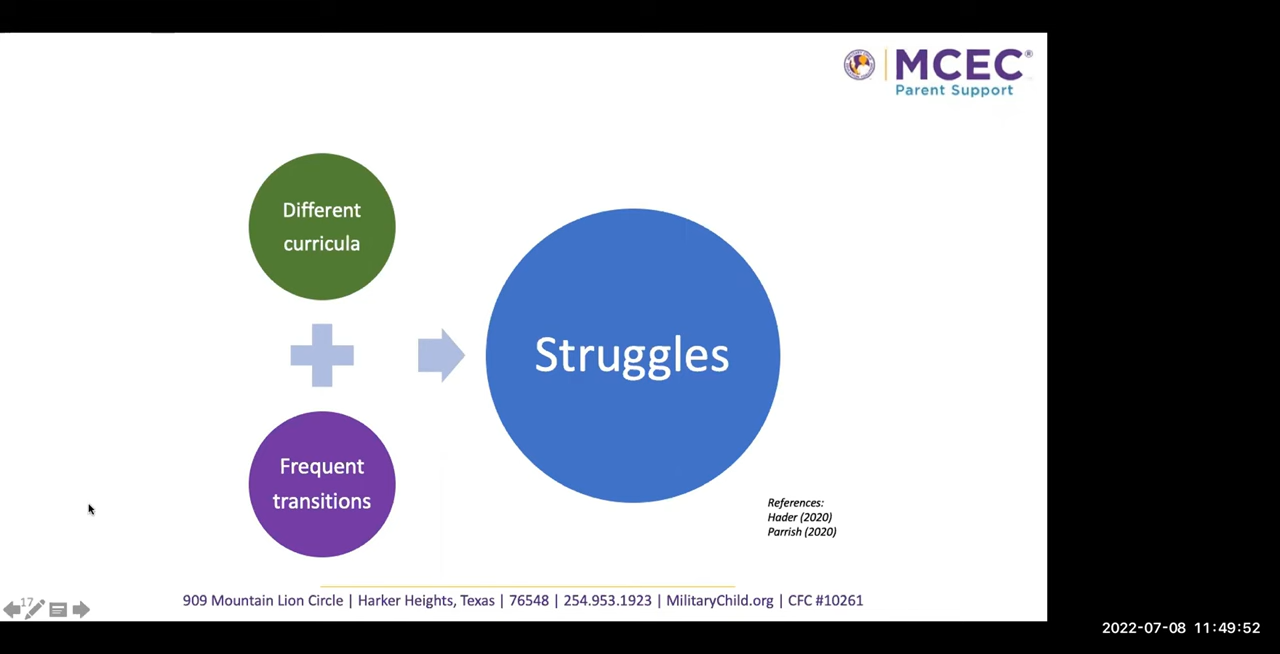 MCEC®
Parent Support
Different
curricula
Frequent
transitions
Struggles
References:
Hader (2020)
Parrish (2020)
909 Mountain Lion Circle | Harker Heights, Texas | 76548 | 254.953.1923 | MilitaryChild.org | CFC #10261
17
2022-07-08 11:49:52